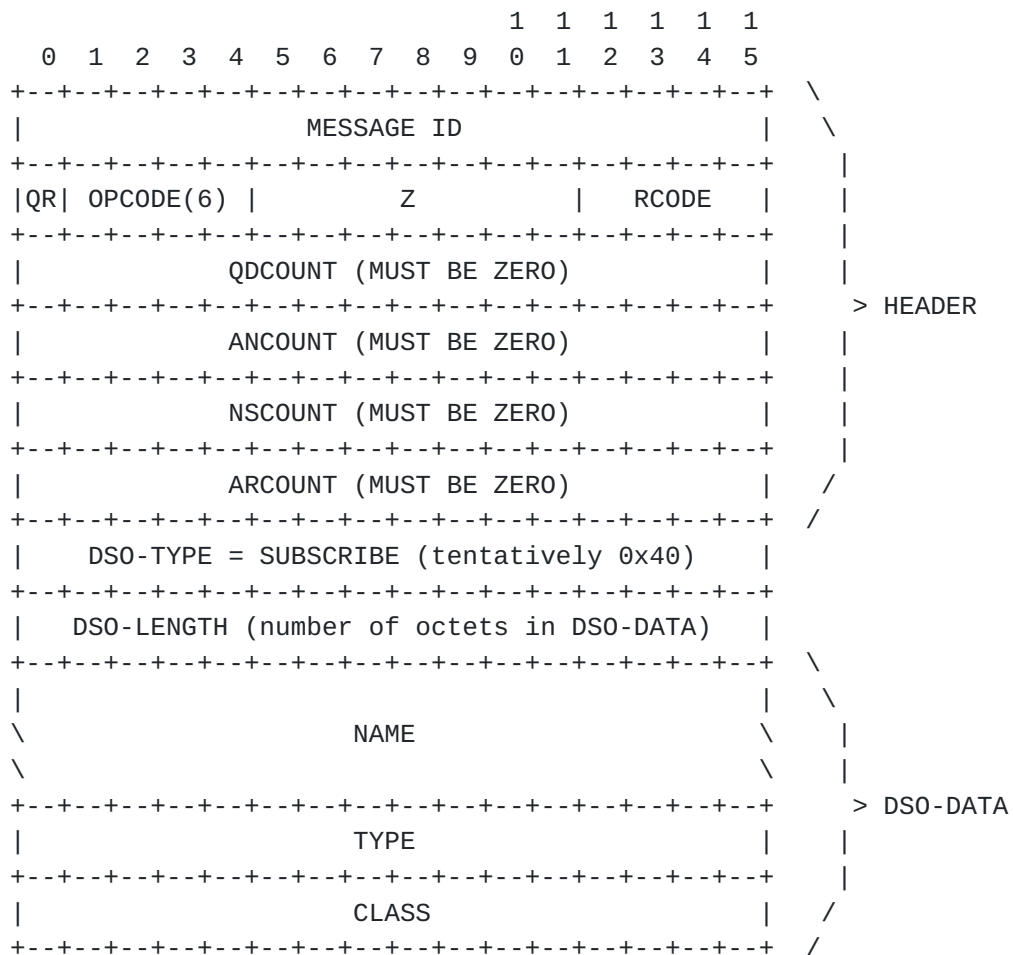 1  1  1  1  1  1
  0  1  2  3  4  5  6  7  8  9  0  1  2  3  4  5
+--+--+--+--+--+--+--+--+--+--+--+--+--+--+--+--+  \
|                  MESSAGE ID                   |   \
+--+--+--+--+--+--+--+--+--+--+--+--+--+--+--+--+    |
|QR| OPCODE(6) |         Z          |   RCODE   |    |
+--+--+--+--+--+--+--+--+--+--+--+--+--+--+--+--+    |
|             QDCOUNT (MUST BE ZERO)            |    |
+--+--+--+--+--+--+--+--+--+--+--+--+--+--+--+--+     > HEADER
|             ANCOUNT (MUST BE ZERO)            |    |
+--+--+--+--+--+--+--+--+--+--+--+--+--+--+--+--+    |
|             NSCOUNT (MUST BE ZERO)            |    |
+--+--+--+--+--+--+--+--+--+--+--+--+--+--+--+--+    |
|             ARCOUNT (MUST BE ZERO)            |   /
+--+--+--+--+--+--+--+--+--+--+--+--+--+--+--+--+  /
|    DSO-TYPE = SUBSCRIBE (tentatively 0x40)    |
+--+--+--+--+--+--+--+--+--+--+--+--+--+--+--+--+
|   DSO-LENGTH (number of octets in DSO-DATA)   |
+--+--+--+--+--+--+--+--+--+--+--+--+--+--+--+--+  \
|                                               |   \
\                     NAME                      \    |
\                                               \    |
+--+--+--+--+--+--+--+--+--+--+--+--+--+--+--+--+     > DSO-DATA
|                     TYPE                      |    |
+--+--+--+--+--+--+--+--+--+--+--+--+--+--+--+--+    |
|                     CLASS                     |   /
+--+--+--+--+--+--+--+--+--+--+--+--+--+--+--+--+  /